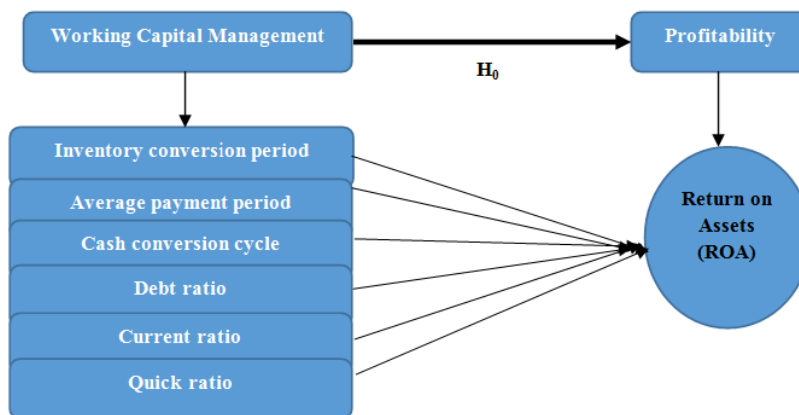 Working Capital Management
Profitability
H₀
Inventory conversion period
Average payment period
Cash conversion cycle
Debt ratio
Current ratio
Quick ratio
Return on
Assets
(ROA)